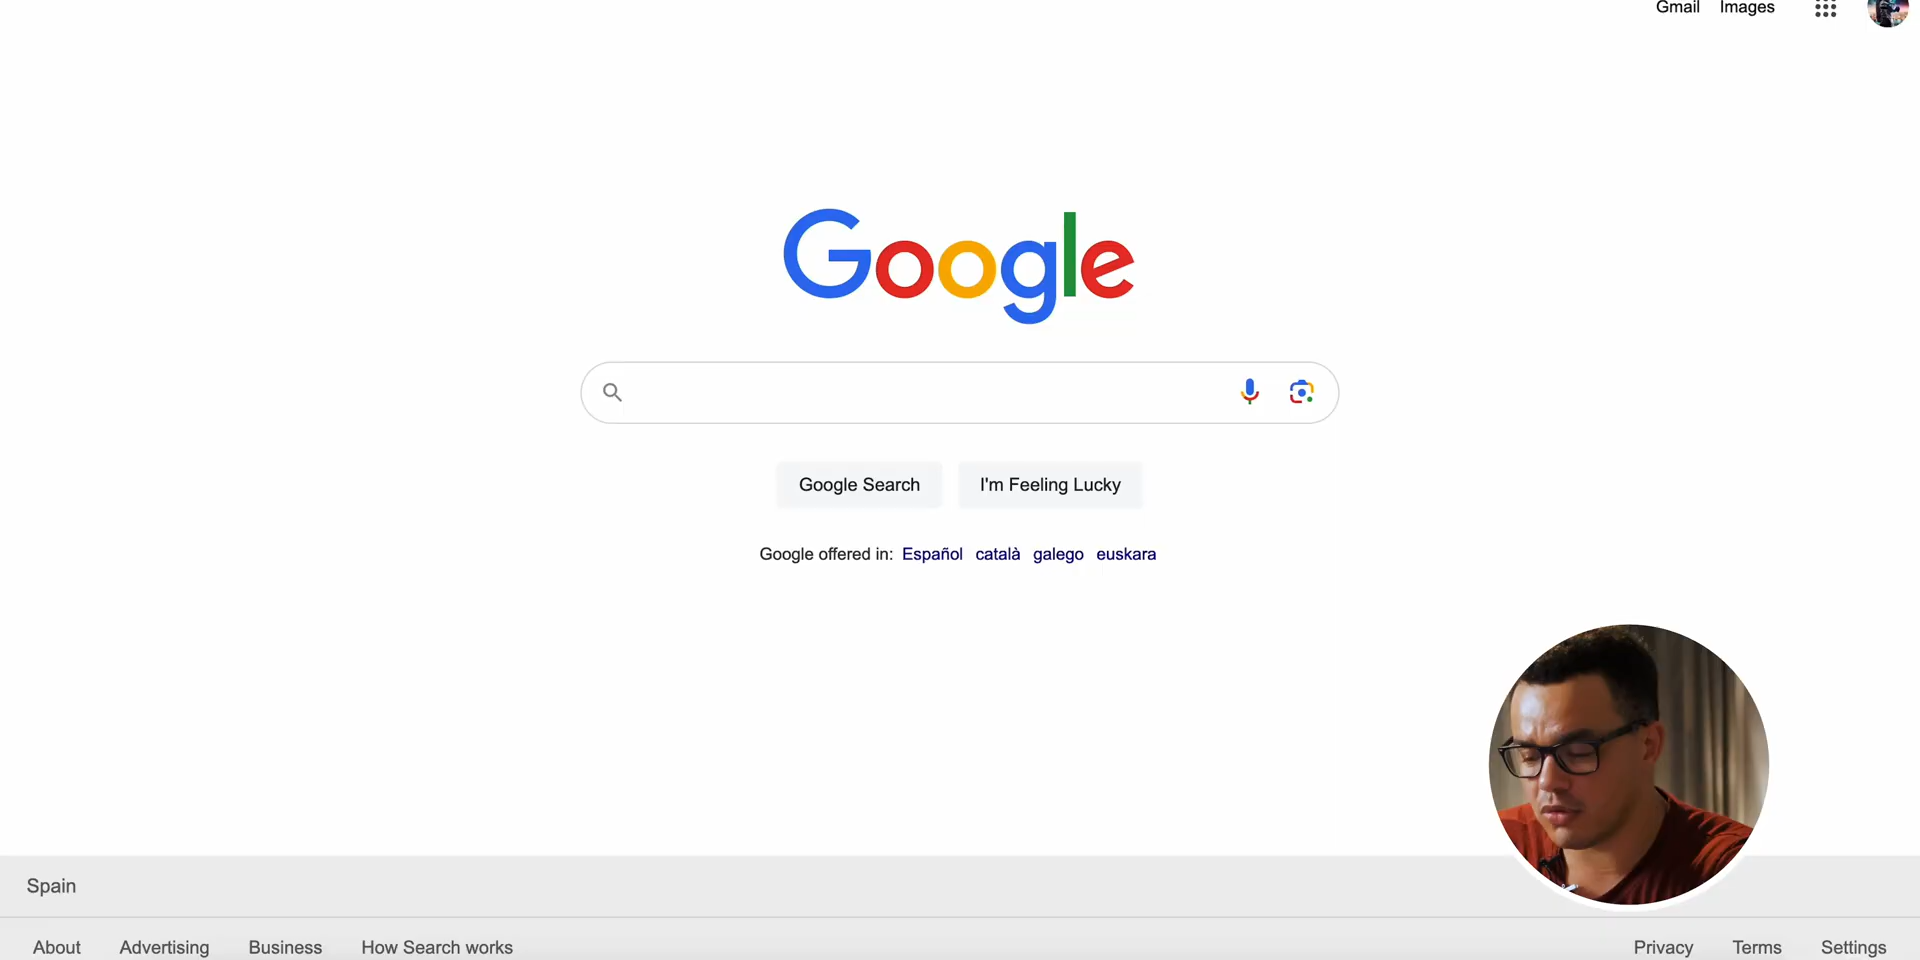 Gmail Images
Google
Google Search I'm Feeling Lucky
Google offered in: Español català galego euskara
Spain
About Advertising Business How Search works Privacy Terms Settings